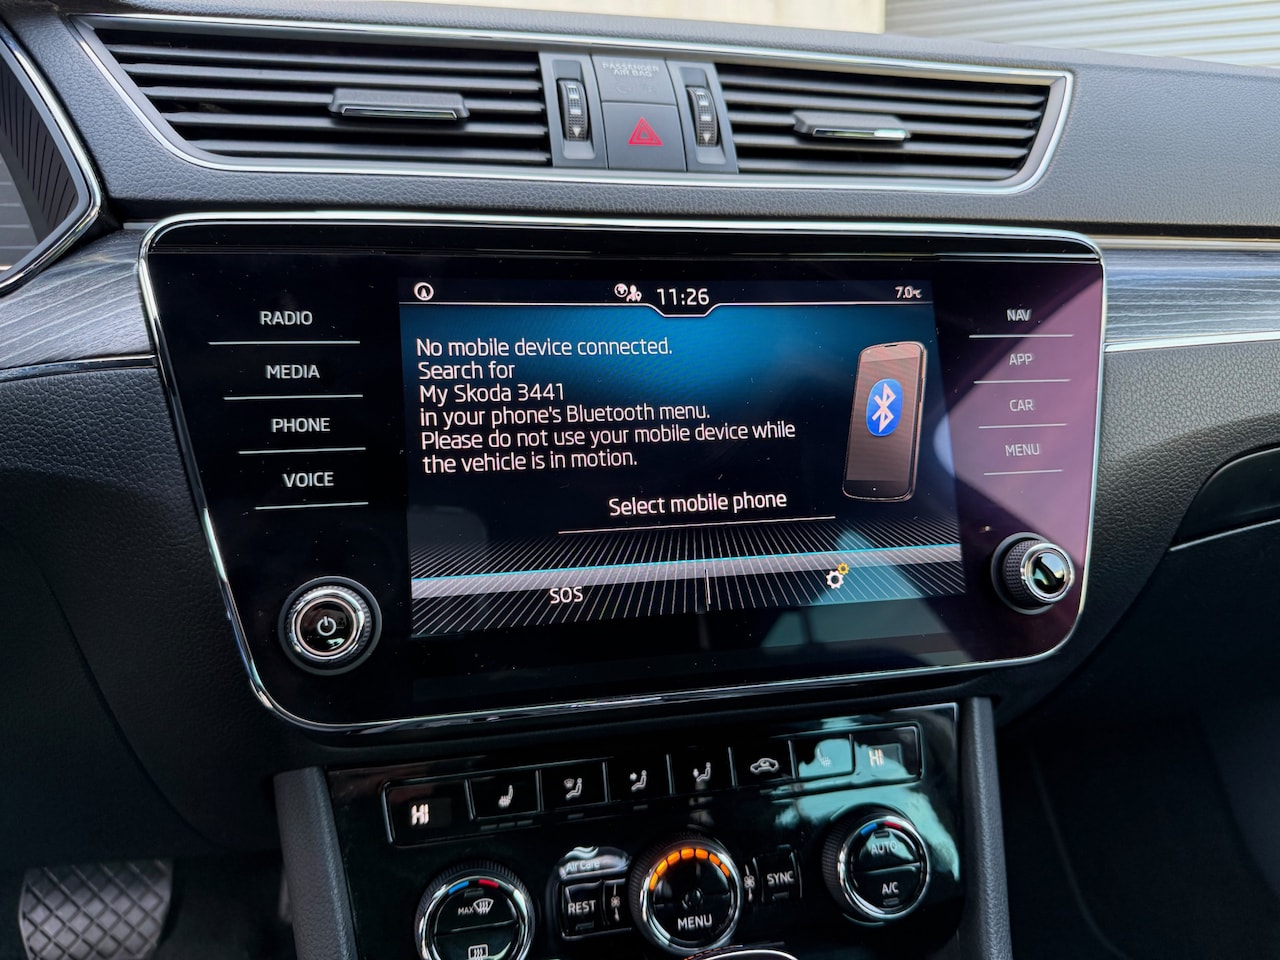 PASSENGER
AIR BAG
11:26
7.0°C
RADIO
MEDIA
PHONE
VOICE
No mobile device connected.
Search for
My Skoda 3441
in your phone's Bluetooth menu.
Please do not use your mobile device while
the vehicle is in motion.
Select mobile phone
SOS
NAV
APP
CAR
MENU
HI
HI
MAX
Air Care
REST
MENU
SYNC
AUTO
A/C